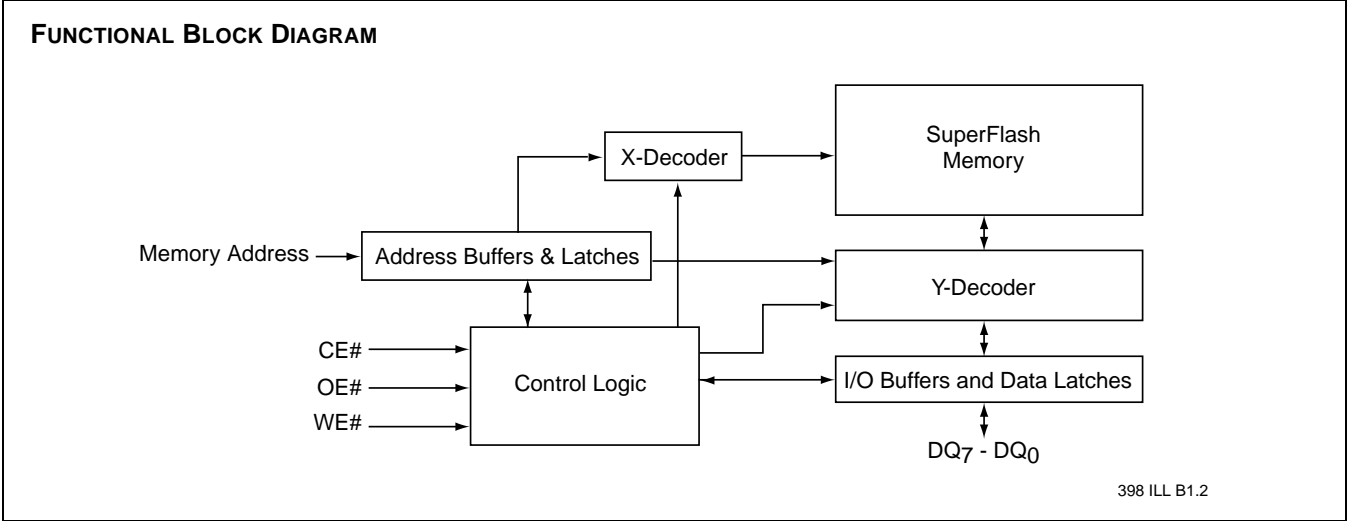 FUNCTIONAL BLOCK DIAGRAM
SuperFlash
Memory
X-Decoder
Memory Address
Address Buffers & Latches
Y-Decoder
CE#
OE#
WE#
Control Logic
I/O Buffers and Data Latches
DQ7 - DQ0
398 ILL B1.2